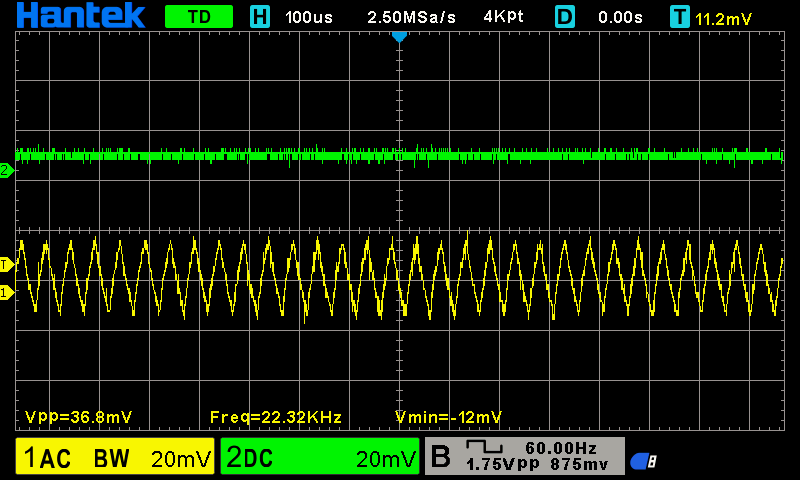 Hantek TD H 100us 2.50MSa/s 4Kpt D 0.00s T 11.2mV
2
T
1
Vpp=36.8mV Freq=22.32KHz Vmin=-12mV
1AC BW 20mV 2DC 20mV B 60.00Hz
1.75Vpp 875mv 8